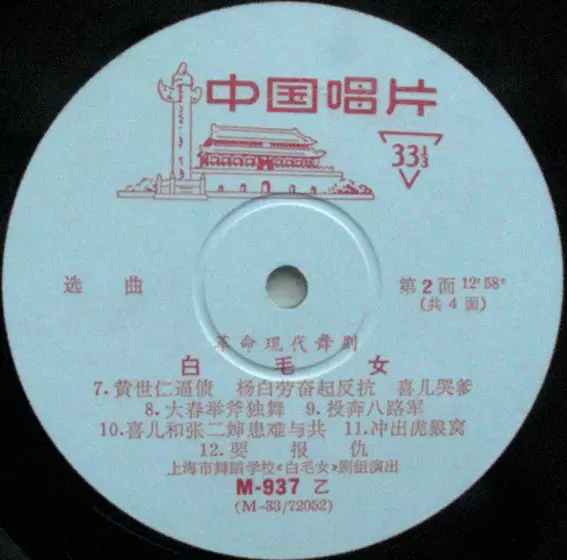 中国唱片
33⅓
选曲
第2面 12′58″
(共4面)
革命现代舞剧
白毛女
7.黄世仁逼债 杨白劳奋起反抗 喜儿哭爹
8.大春举斧独舞 9.投奔八路军
10.喜儿和张二婶患难与共 11.冲出虎狼窝
12.要报仇
上海市舞蹈学校《白毛女》剧组演出
M-937 乙
(M-33/72052)